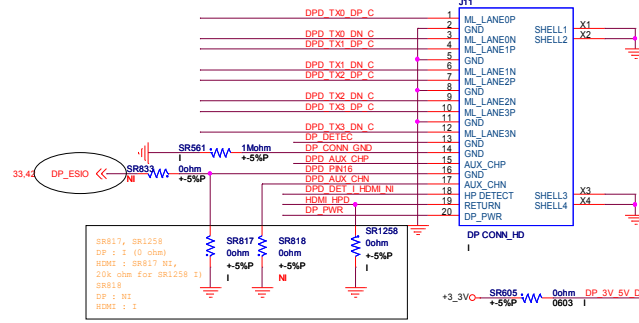 J11
DPD_TX0_DP_C 1 ML_LANE0P
2 GND SHELL1 X1
DPD_TX0_DN_C 3 ML_LANE0N SHELL2 X2
DPD_TX1_DP_C 4 ML_LANE1P
5 GND
DPD_TX1_DN_C 6 ML_LANE1N
DPD_TX2_DP_C 7 ML_LANE2P
8 GND
DPD_TX2_DN_C 9 ML_LANE2N
DPD_TX3_DP_C 10 ML_LANE3P
11 GND
DPD_TX3_DN_C 12 ML_LANE3N
DP_DETEC 13 GND
SR561 1Mohm DP_CONN_GND 14 GND
I +-5%P
DPD_AUX_CHP 15 AUX_CHP
33,42 DP_ESIO SR833 0ohm DPD_PIN16 16 GND
NI +-5%P
DPD_AUX_CHN 17 AUX_CHN
DPD_DET_I_HDMI_NI 18 HP DETECT SHELL3 X3
HDMI_HPD 19 RETURN SHELL4 X4
DP_PWR 20 DP_PWR
DP CONN_HD
I
SR817, SR1258
DP : I (0 ohm)
HDMI : SR817 NI,
20k ohm for SR1258 I)
SR818
DP : NI
HDMI : I
SR817
0ohm
+-5%P
I
SR818
0ohm
+-5%P
NI
SR1258
0ohm
+-5%P
I
+3_3V SR605 0ohm DP_3V_5V_D
+-5%P 0603 I